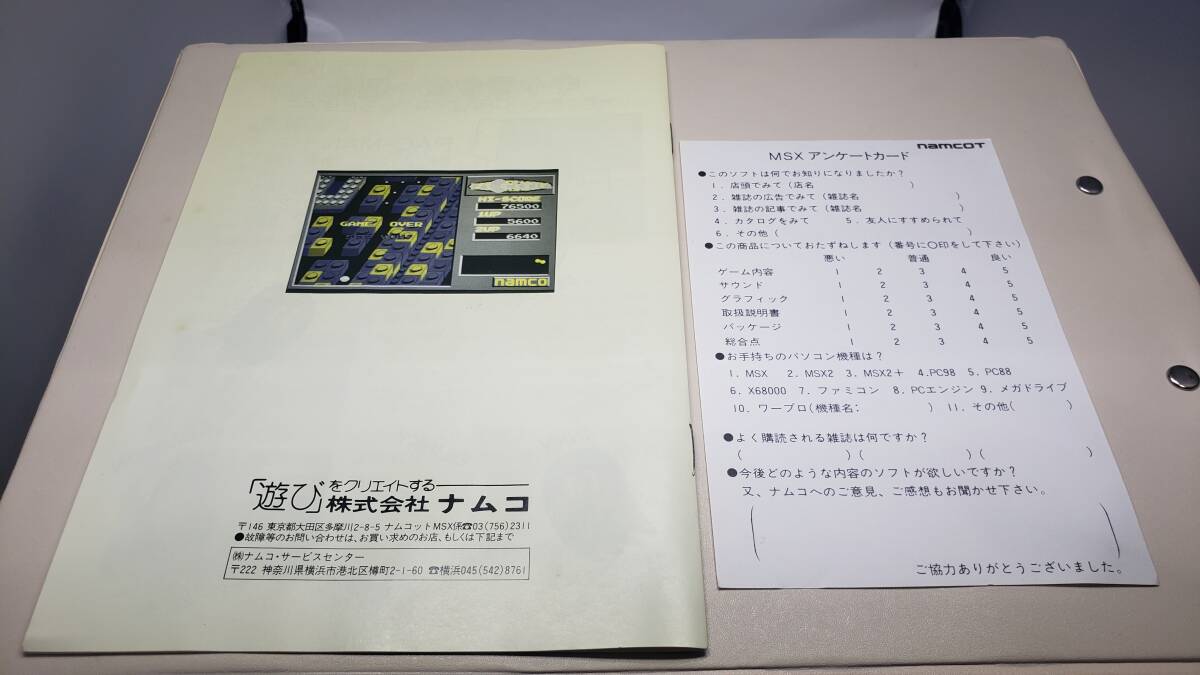 HI-SCORE
76500
1UP
5600
2UP
6640
GAME OVER
namco
「遊び」をクリエイトする
株式会社 ナムコ
〒146 東京都大田区多摩川2-8-5 ナムコットMSX係☎03(756)2311
●故障等のお問い合わせは、お買い求めのお店、もしくは下記まで
㈱ナムコ・サービスセンター
〒222 神奈川県横浜市港北区樽町2-1-60 ☎横浜045(542)8761
namcoT
MSX アンケートカード
●このソフトは何でお知りになりましたか?
1. 店頭でみて(店名 )
2. 雑誌の広告でみて(雑誌名 )
3. 雑誌の記事でみて(雑誌名 )
4. カタログをみて 5. 友人にすすめられて
6. その他( )
●この商品についておたずねします(番号に○印をして下さい)
悪い 普通 良い
ゲーム内容 1 2 3 4 5
サウンド 1 2 3 4 5
グラフィック 1 2 3 4 5
取扱説明書 1 2 3 4 5
パッケージ 1 2 3 4 5
総合点 1 2 3 4 5
●お手持ちのパソコン機種は?
1. MSX 2. MSX2 3. MSX2+ 4.PC98 5. PC88
6. X68000 7. ファミコン 8. PCエンジン 9. メガドライブ
10. ワープロ(機種名: ) 11. その他( )
●よく購読される雑誌は何ですか?
( ) ( ) ( )
●今後どのような内容のソフトが欲しいですか?
又、ナムコへのご意見、ご感想もお聞かせ下さい。
( )
ご協力ありがとうございました。